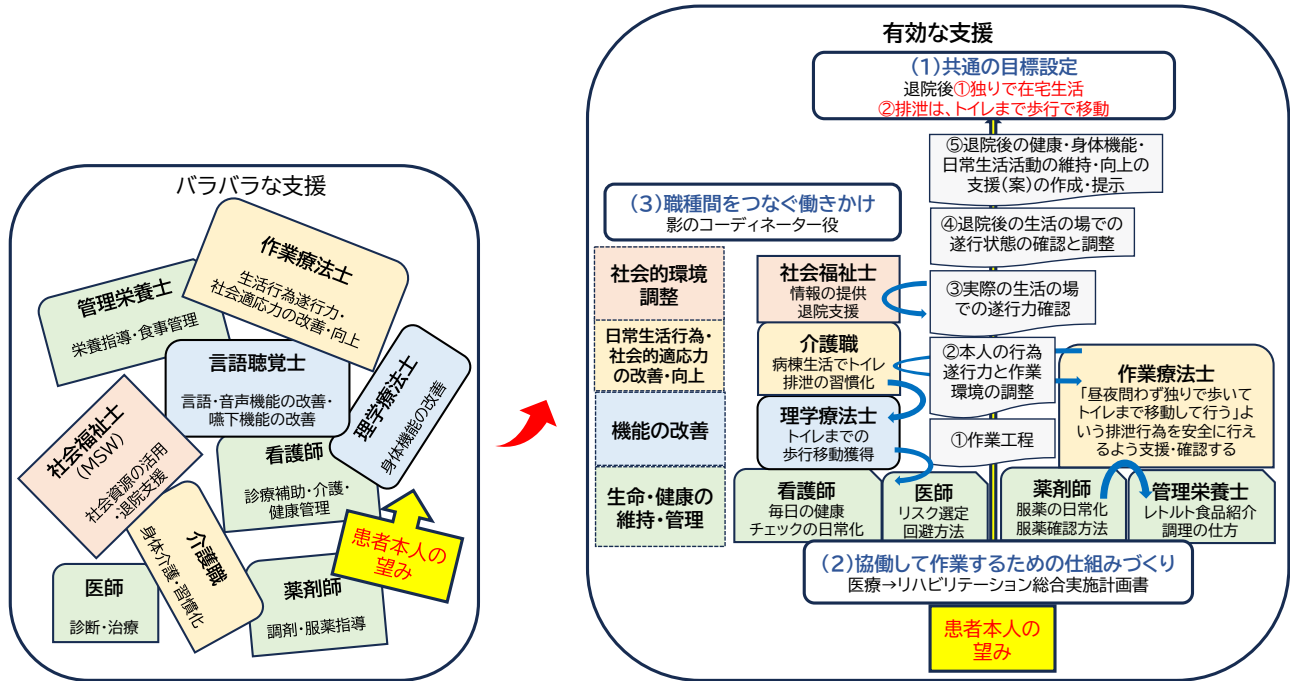 バラバラな支援
作業療法士
生活行為遂行力・
社会適応力の改善・向上
管理栄養士
栄養指導・食事管理
言語聴覚士
言語・音声機能の改善・
嚥下機能の改善
理学療法士
身体機能の改善
社会福祉士
(MSW)
社会資源の活用
・退院支援
看護師
診療補助・介護・
健康管理
介護職
身体介護・習慣化
患者本人の
望み
医師
診断・治療
薬剤師
調剤・服薬指導
有効な支援
(1)共通の目標設定
退院後①独りで在宅生活
②排泄は、トイレまで歩行で移動
⑤退院後の健康・身体機能・
日常生活活動の維持・向上の
支援(案)の作成・提示
(3)職種間をつなぐ働きかけ
影のコーディネーター役
④退院後の生活の場での
遂行状態の確認と調整
社会的環境
調整
社会福祉士
情報の提供
退院支援
③実際の生活の場
での遂行力確認
日常生活行為・
社会的適応力
の改善・向上
介護職
病棟生活でトイレ
排泄の習慣化
②本人の行為
遂行力と作業
環境の調整
作業療法士
「昼夜問わず独りで歩いて
トイレまで移動して行う」よ
いう排泄行為を安全に行え
るよう支援・確認する
機能の改善
理学療法士
トイレまでの
歩行移動獲得
①作業工程
生命・健康の
維持・管理
看護師
毎日の健康
チェックの日常化
医師
リスク選定
回避方法
薬剤師
服薬の日常化
服薬確認方法
管理栄養士
レトルト食品紹介
調理の仕方
(2)協働して作業するための仕組みづくり
医療→リハビリテーション総合実施計画書
患者本人の
望み